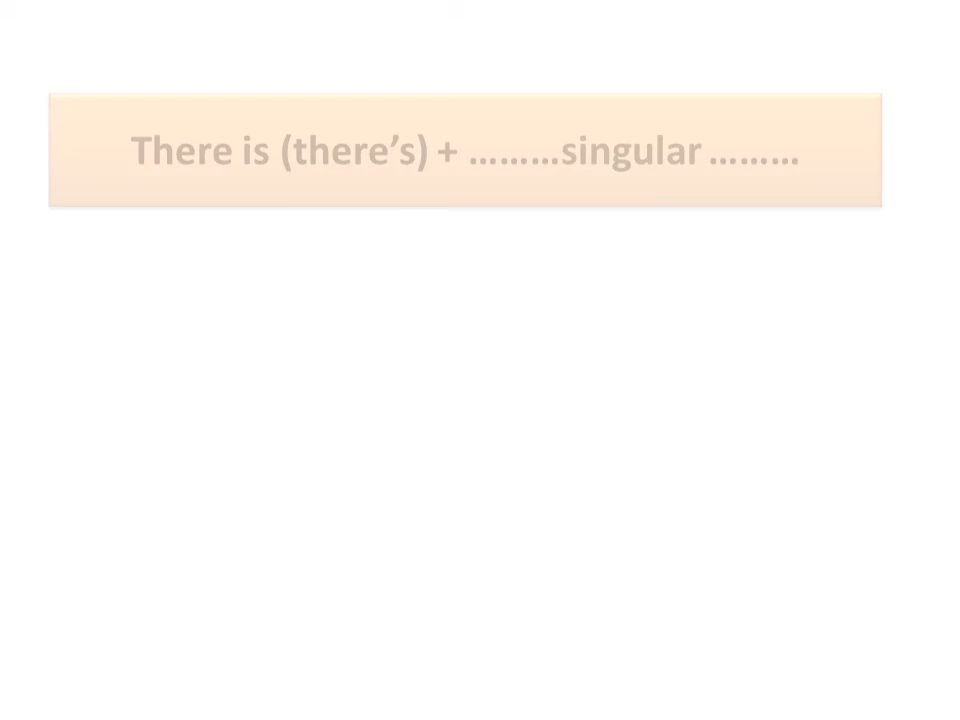 There is (there’s) + ………singular ………